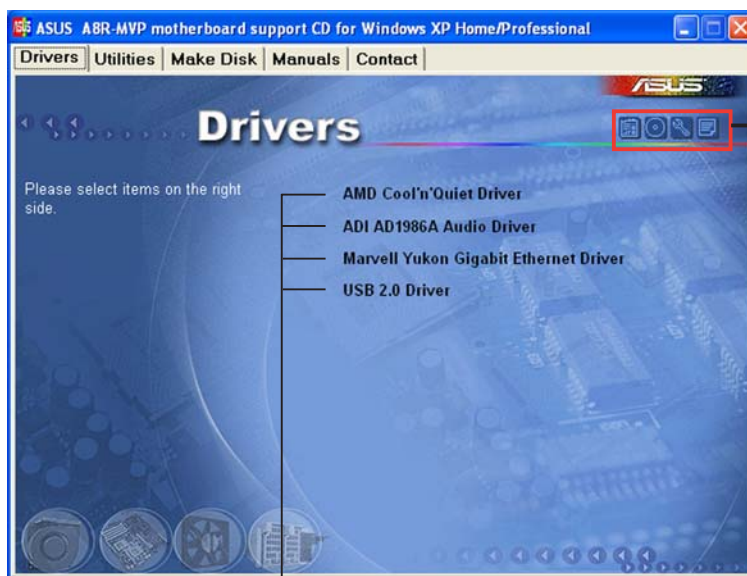 ASUS A8R-MVP motherboard support CD for Windows XP Home/Professional
Drivers Utilities Make Disk Manuals Contact
ASUS
Drivers
Please select items on the right
side.
AMD Cool'n'Quiet Driver
ADI AD1986A Audio Driver
Marvell Yukon Gigabit Ethernet Driver
USB 2.0 Driver